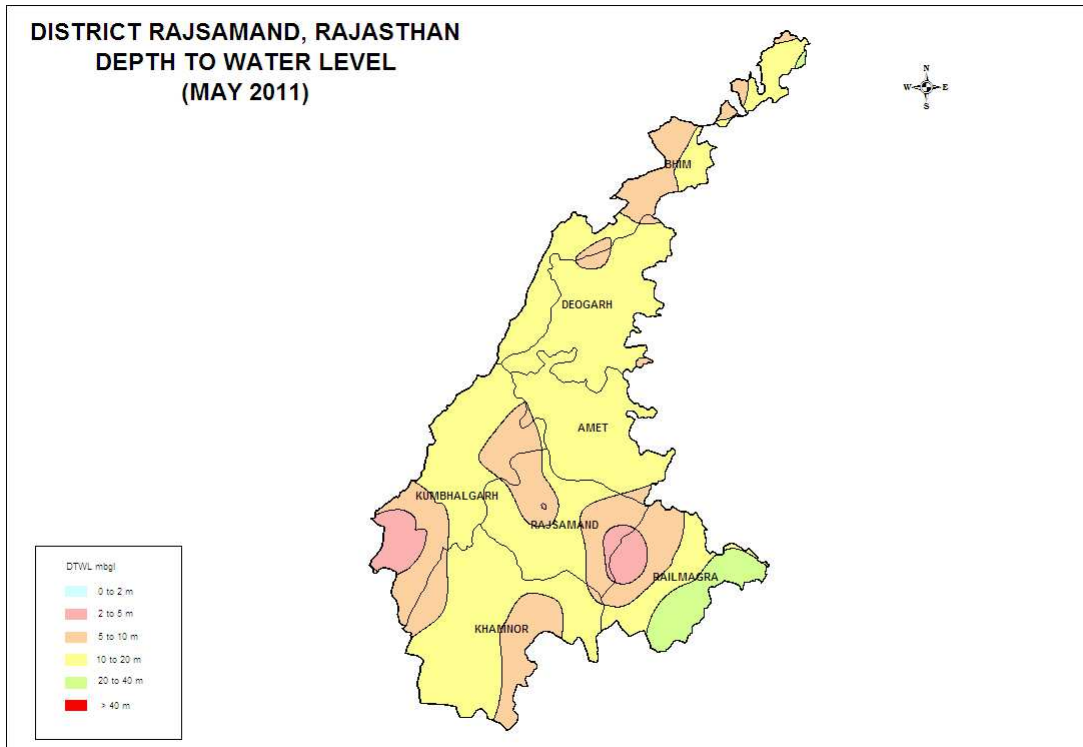 DISTRICT RAJSAMAND, RAJASTHAN
DEPTH TO WATER LEVEL
(MAY 2011)
N
W E
S
BHIM
DEOGARH
AMET
KUMBHALGARH
RAJSAMAND
RAILMAGRA
KHAMNOR
DTWL mbgl
0 to 2 m
2 to 5 m
5 to 10 m
10 to 20 m
20 to 40 m
> 40 m